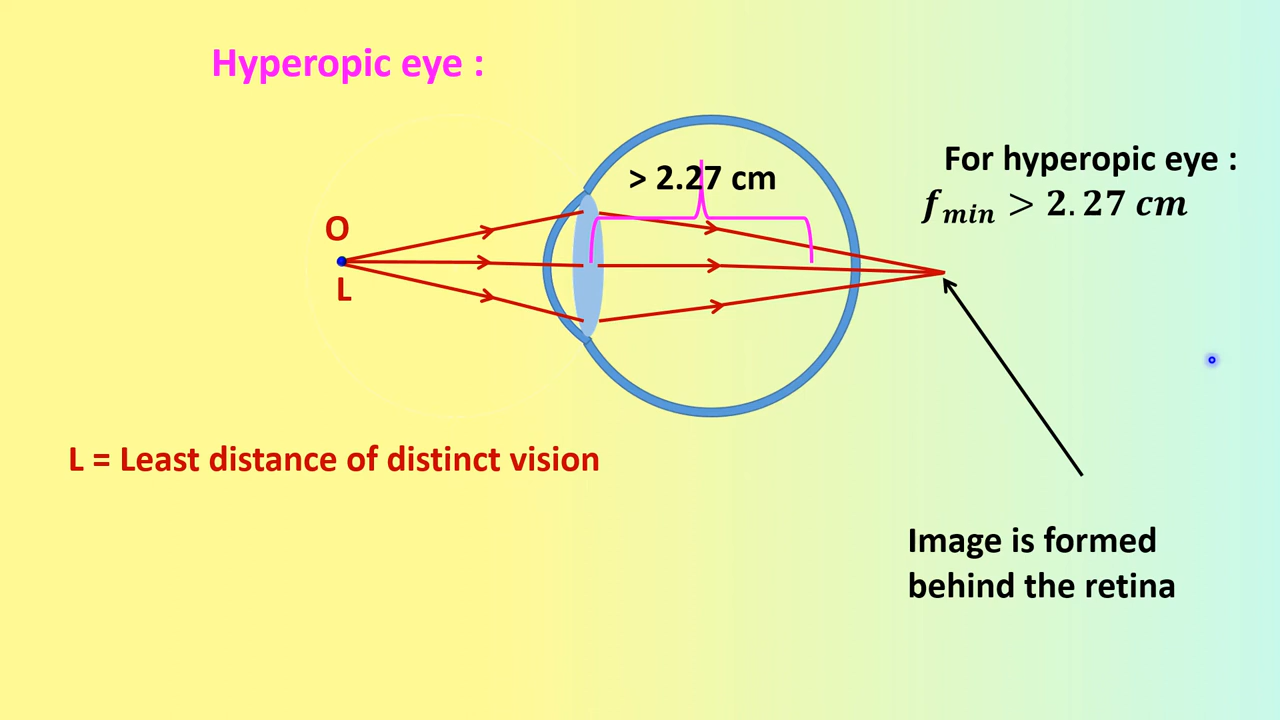 Hyperopic eye :
> 2.27 cm
For hyperopic eye :
f_min > 2.27 cm
O
L
L = Least distance of distinct vision
Image is formed
behind the retina